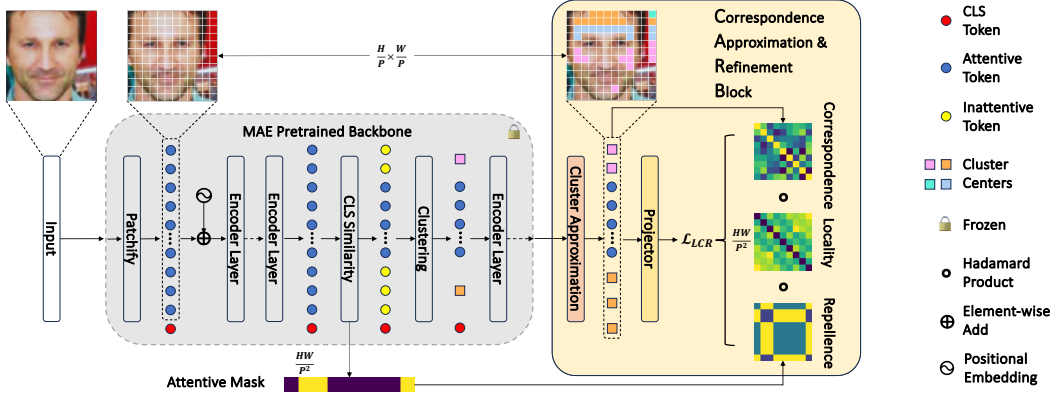 Correspondence
Approximation &
Refinement
Block
H/P × W/P
MAE Pretrained Backbone
Input
Patchify
Encoder Layer
Encoder Layer
CLS Similarity
Clustering
Encoder Layer
Cluster Approximation
Projector
ℒLCR
HW/P²
Correspondence
Locality
Repellence
HW/P²
Attentive Mask
CLS
Token
Attentive
Token
Inattentive
Token
Cluster
Centers
Frozen
Hadamard
Product
Element-wise
Add
Positional
Embedding